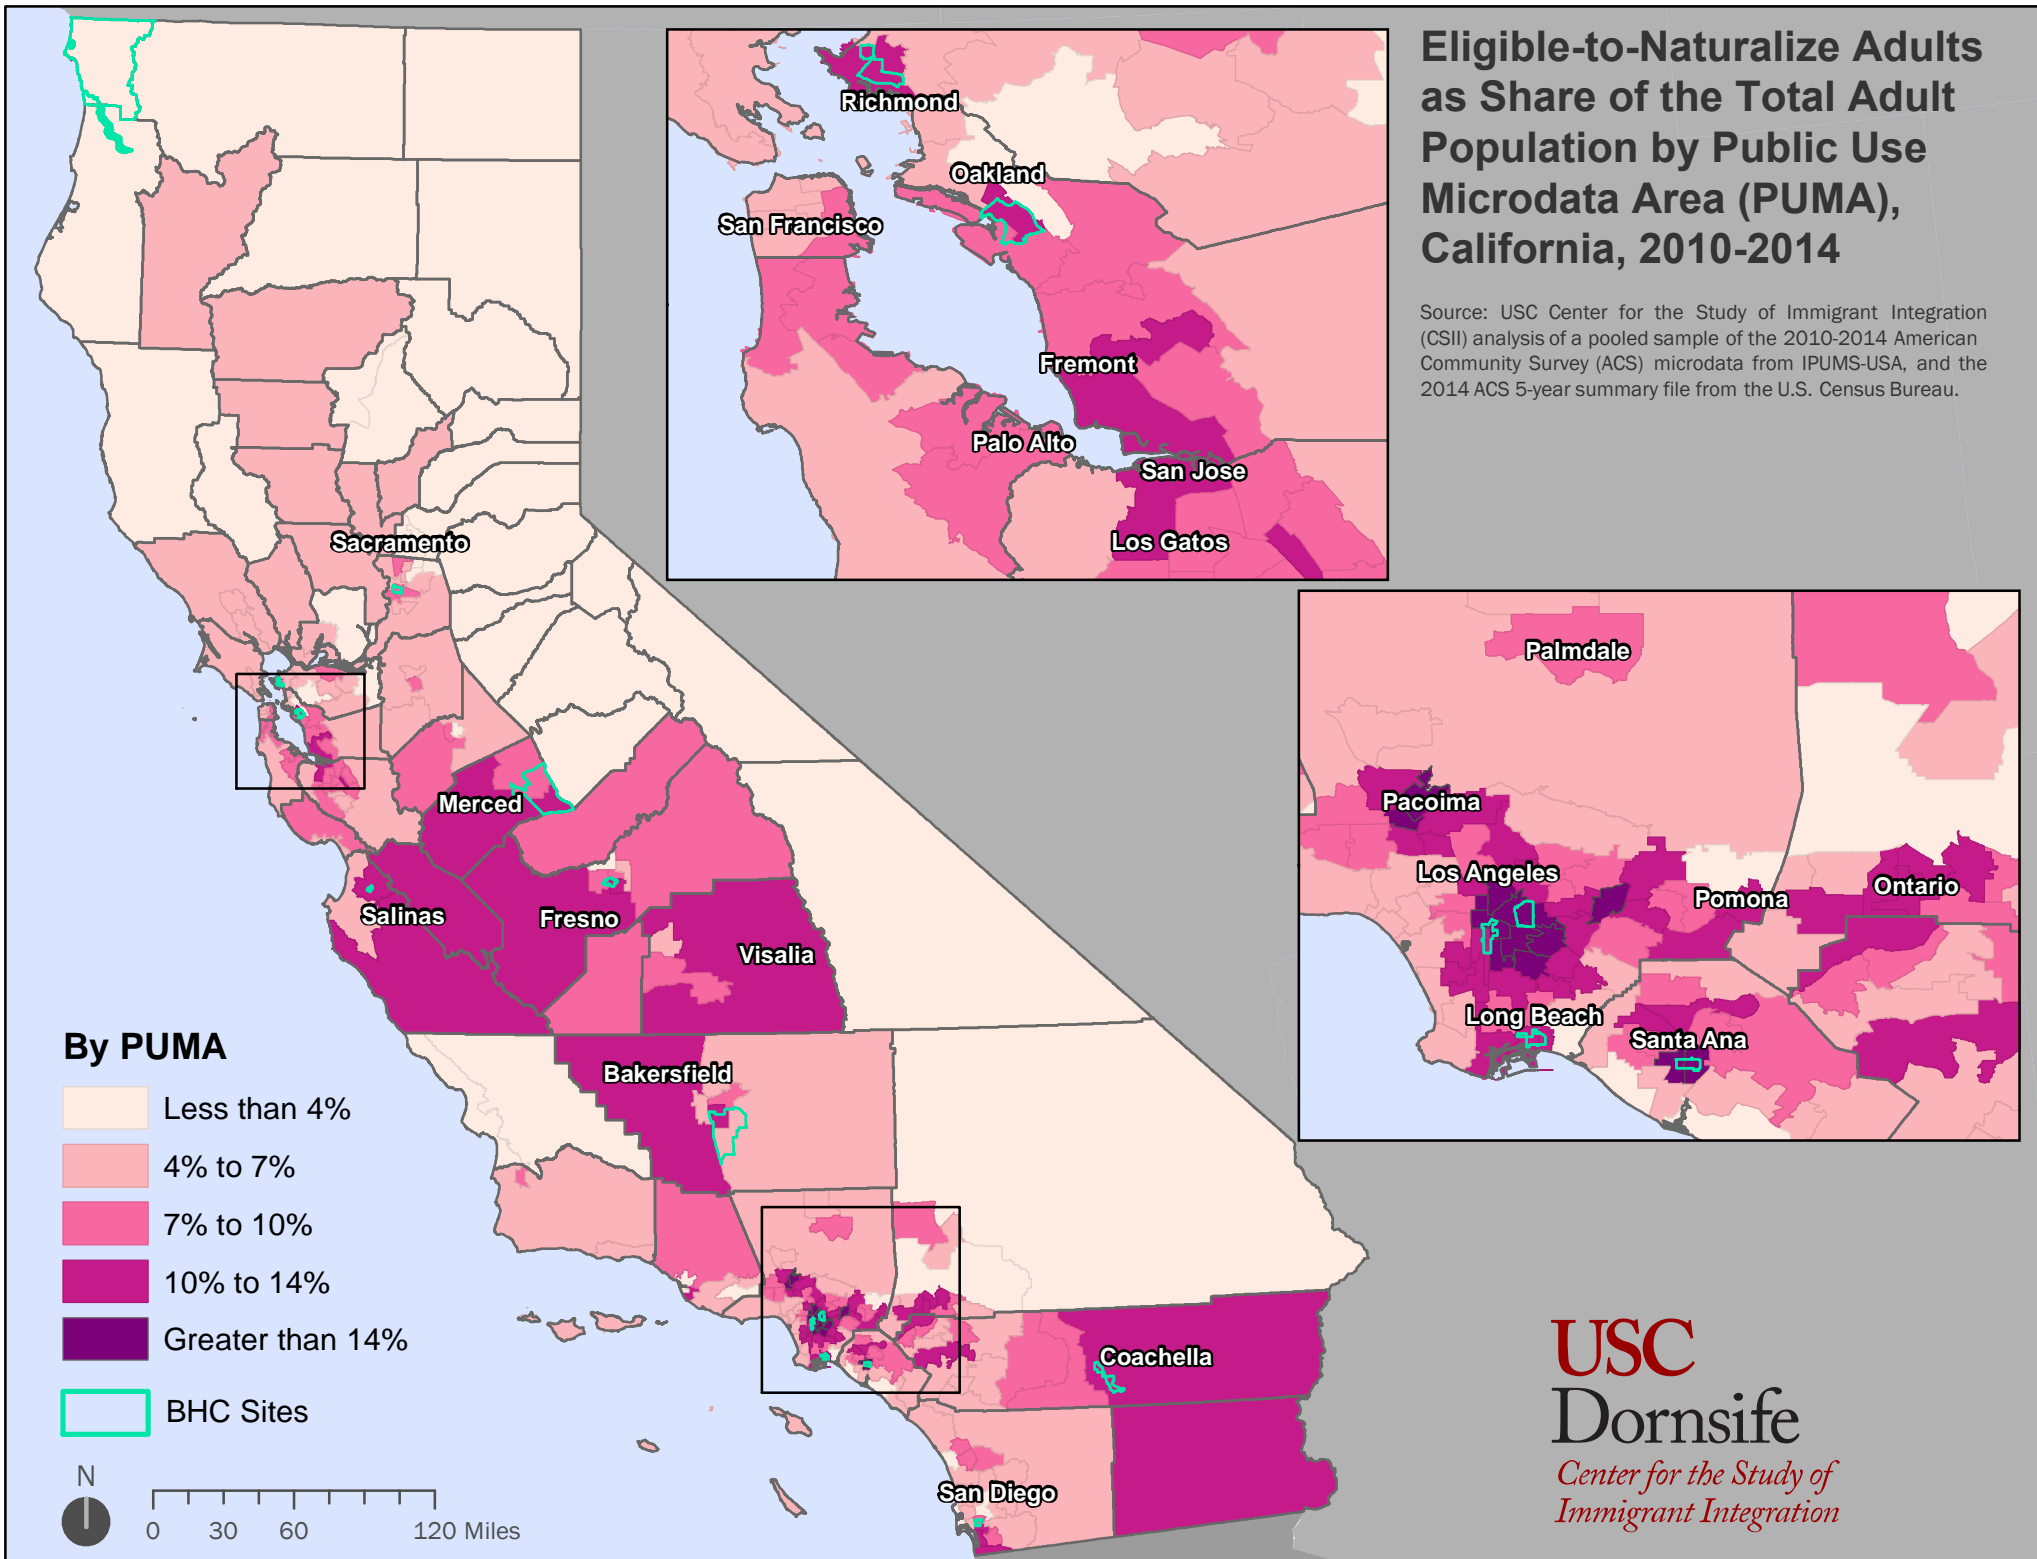 Eligible-to-Naturalize Adults
as Share of the Total Adult
Population by Public Use
Microdata Area (PUMA),
California, 2010-2014
Source: USC Center for the Study of Immigrant Integration
(CSII) analysis of a pooled sample of the 2010-2014 American
Community Survey (ACS) microdata from IPUMS-USA, and the
2014 ACS 5-year summary file from the U.S. Census Bureau.
Richmond
Oakland
San Francisco
Fremont
Palo Alto
San Jose
Los Gatos
Sacramento
Merced
Salinas
Fresno
Visalia
Bakersfield
Coachella
San Diego
Palmdale
Pacoima
Los Angeles
Pomona
Ontario
Long Beach
Santa Ana
By PUMA
Less than 4%
4% to 7%
7% to 10%
10% to 14%
Greater than 14%
BHC Sites
N
0 30 60 120 Miles
USC
Dornsife
Center for the Study of
Immigrant Integration